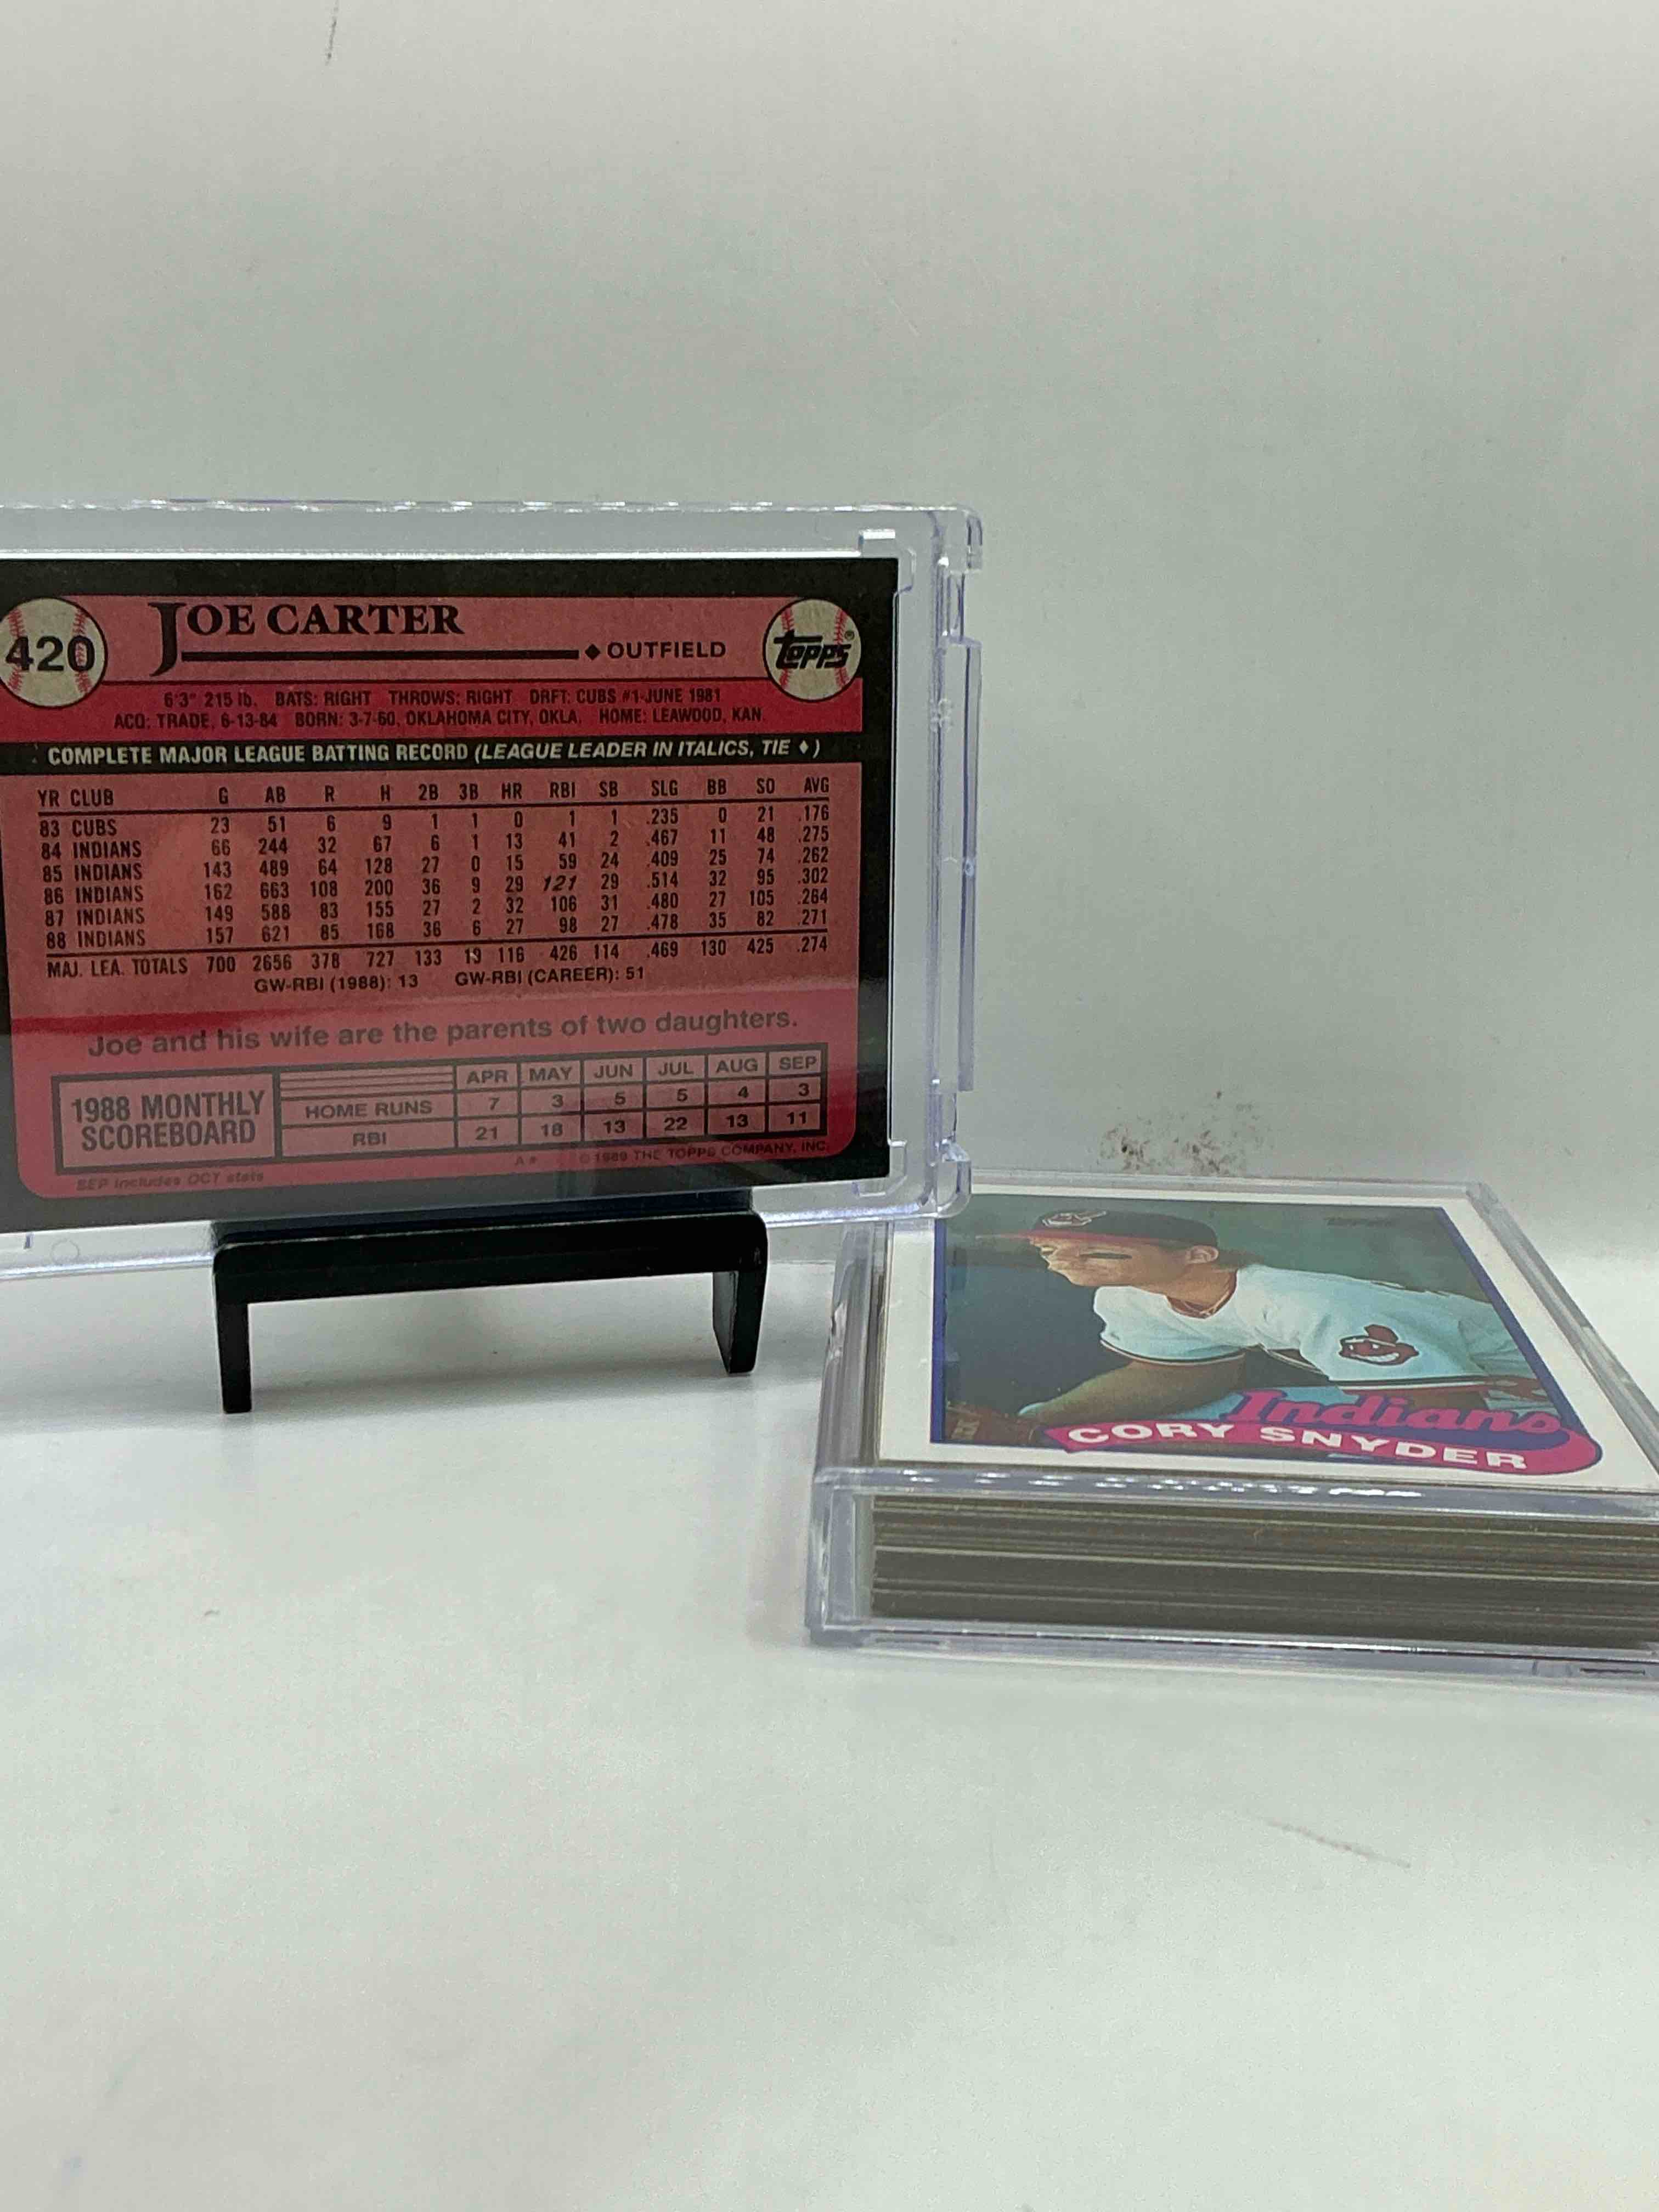 420
JOE CARTER
◆ OUTFIELD
topps®
6'3" 215 lb. BATS: RIGHT THROWS: RIGHT DRFT: CUBS #1-JUNE 1981
ACQ: TRADE, 6-13-84 BORN: 3-7-60, OKLAHOMA CITY, OKLA. HOME: LEAWOOD, KAN.
COMPLETE MAJOR LEAGUE BATTING RECORD (LEAGUE LEADER IN ITALICS, TIE ♦)
YR CLUB G AB R H 2B 3B HR RBI SB SLG BB SO AVG
83 CUBS 23 51 6 9 1 1 0 1 1 .235 0 21 .176
84 INDIANS 66 244 32 67 6 1 13 41 2 .467 11 48 .275
85 INDIANS 143 489 64 128 27 0 15 59 24 .409 25 74 .262
86 INDIANS 162 663 108 200 36 9 29 121 29 .514 32 95 .302
87 INDIANS 149 588 83 155 27 2 32 106 31 .480 27 105 .264
88 INDIANS 157 621 85 168 36 6 27 98 27 .478 35 82 .271
MAJ. LEA. TOTALS 700 2656 378 727 133 19 116 426 114 .469 130 425 .274
GW-RBI (1988): 13 GW-RBI (CAREER): 51
Joe and his wife are the parents of two daughters.
1988 MONTHLY SCOREBOARD
APR MAY JUN JUL AUG SEP
HOME RUNS 7 3 5 5 4 3
RBI 21 18 13 22 13 11
A* © 1989 THE TOPPS COMPANY, INC.
SEP includes OCT stats
Indians
CORY SNYDER